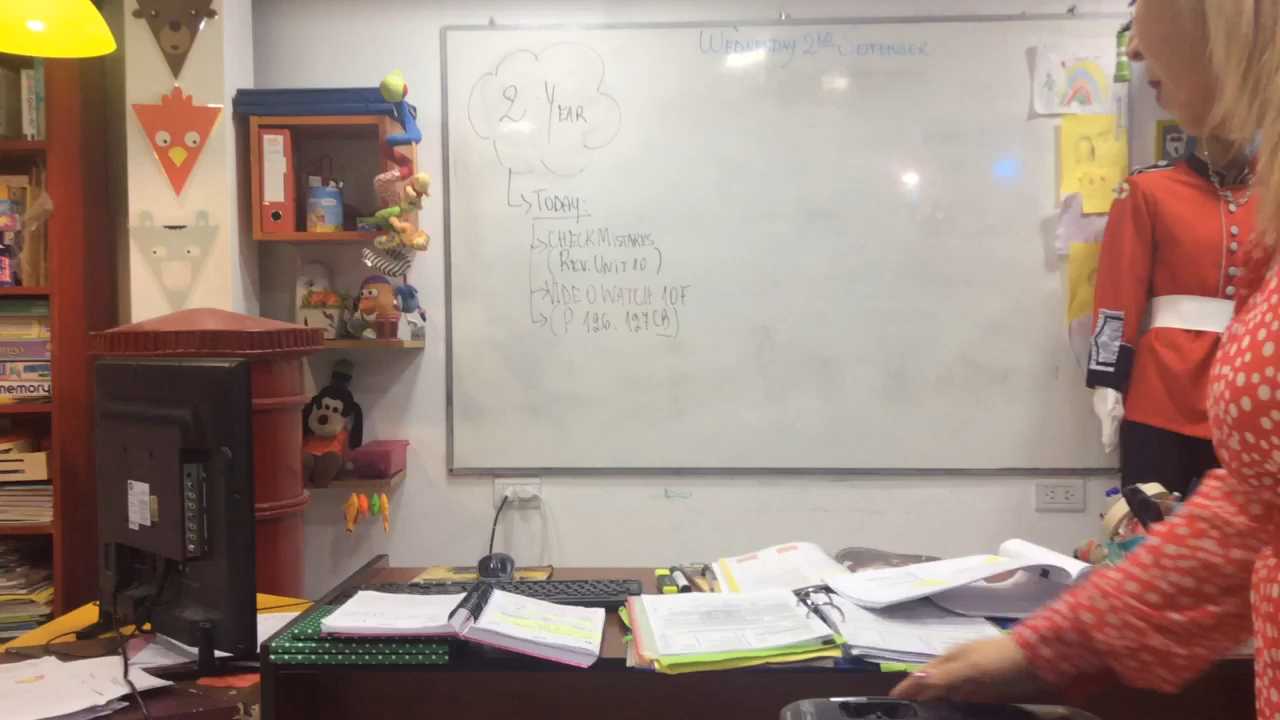 WEDNESDAY 2ND SEPTEMBER
2 YEAR
TODAY:
CHECK MISTAKES
(REV. UNIT 10)
VIDEO WATCH 10F
(P 126. 127 CB)
memory